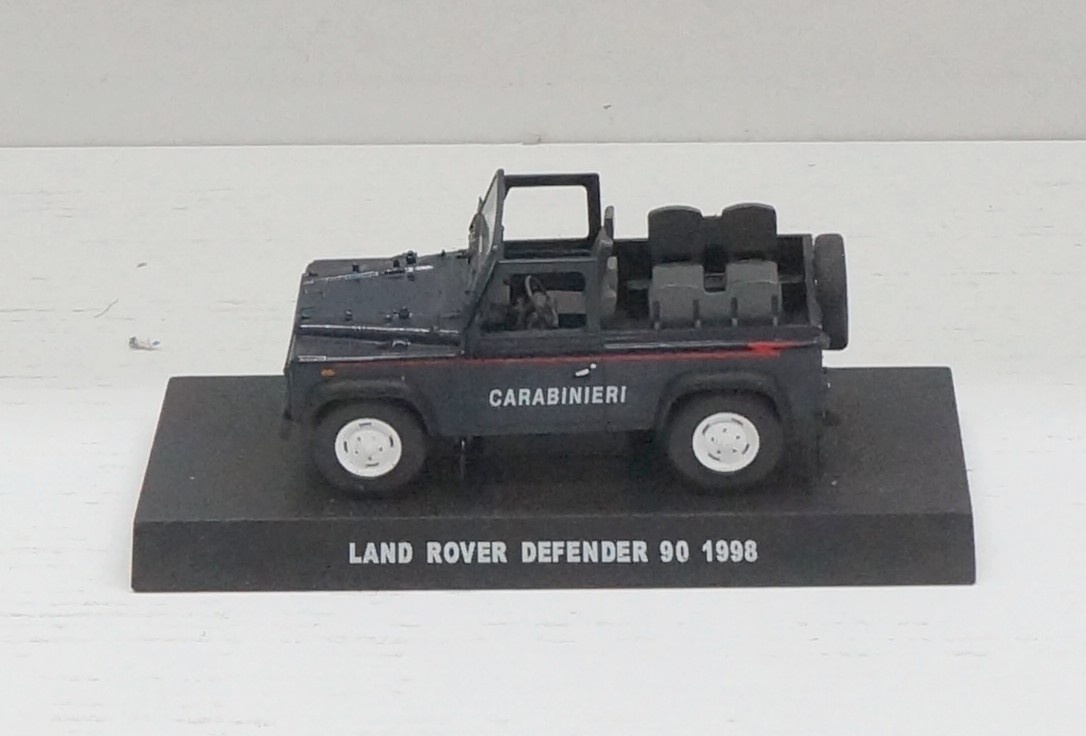 CARABINIERI
LAND ROVER DEFENDER 90 1998